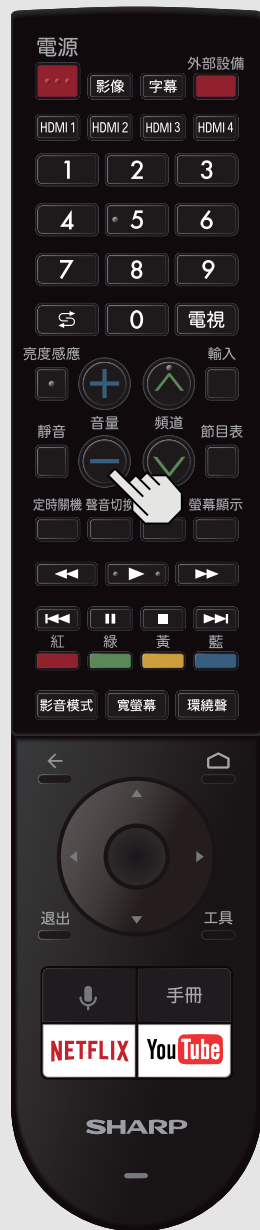 電源
外部設備
影像 字幕
HDMI 1 HDMI 2 HDMI 3 HDMI 4
1 2 3
4 5 6
7 8 9
0 電視
亮度感應 輸入
音量 頻道
靜音 節目表
定時關機 聲音切換 螢幕顯示
紅 綠 黃 藍
影音模式 寬螢幕 環繞聲
退出 工具
手冊
NETFLIX YouTube
SHARP